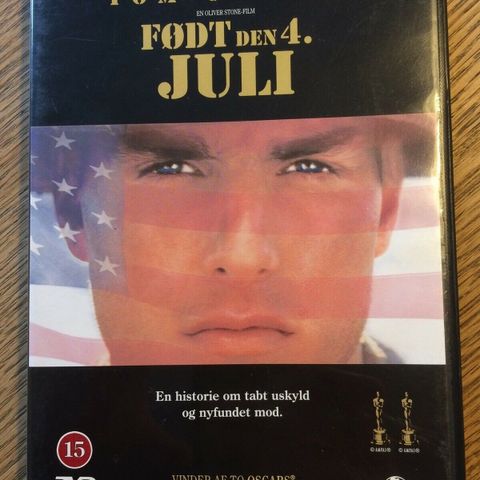 EN OLIVER STONE-FILM
FØDT DEN 4.
JULI
En historie om tabt uskyld
og nyfundet mod.
© A.M.P.A.S.® © A.M.P.A.S.®
15
VINDER AF TO OSCARS®